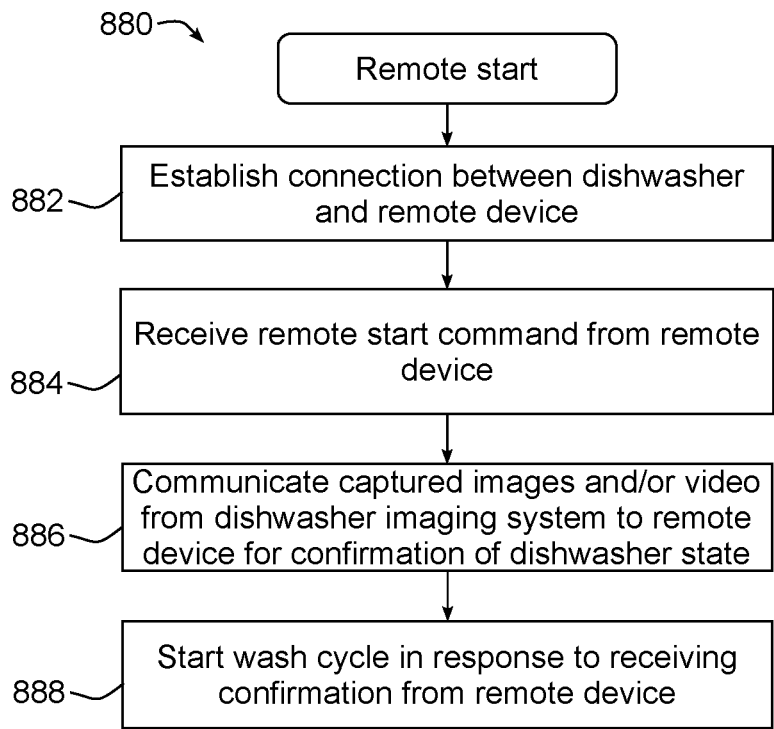 880
Remote start
882
Establish connection between dishwasher
and remote device
884
Receive remote start command from remote
device
886
Communicate captured images and/or video
from dishwasher imaging system to remote
device for confirmation of dishwasher state
888
Start wash cycle in response to receiving
confirmation from remote device